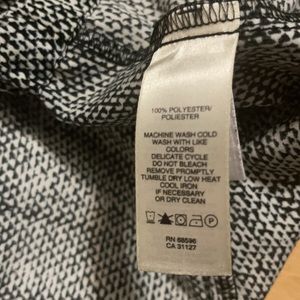 100% POLYESTER/
POLIESTER
MACHINE WASH COLD
WASH WITH LIKE
COLORS
DELICATE CYCLE
DO NOT BLEACH
REMOVE PROMPTLY
TUMBLE DRY LOW HEAT
COOL IRON
IF NECESSARY
OR DRY CLEAN
P
RN 68596
CA 31127